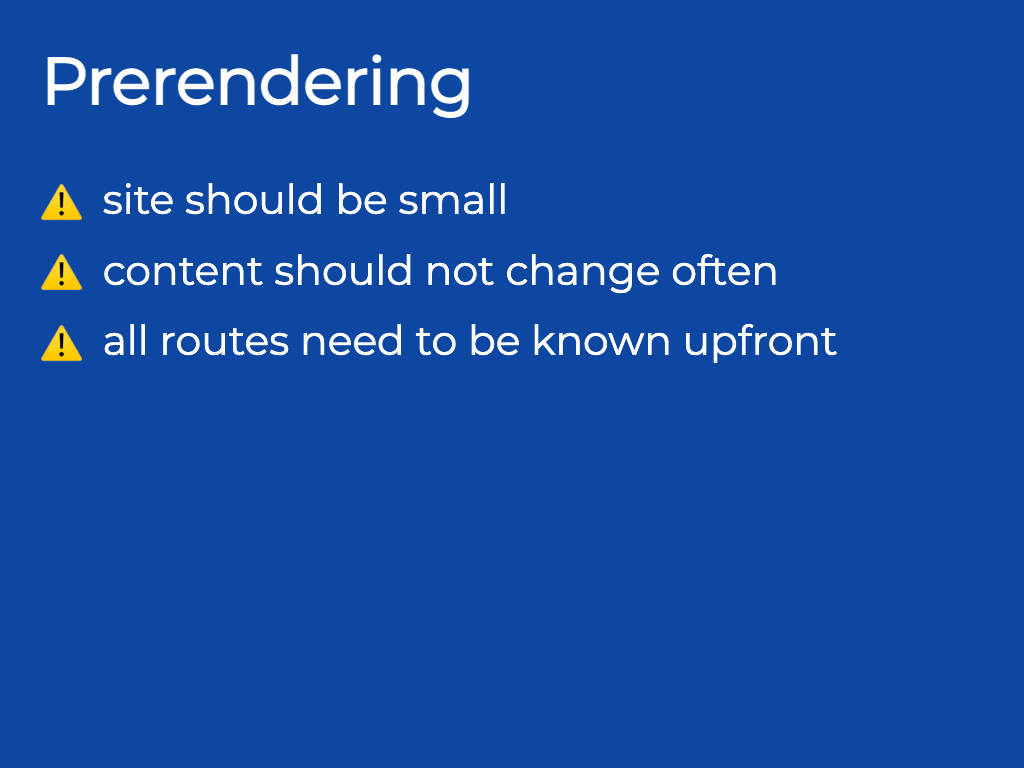 Prerendering
⚠️ site should be small
⚠️ content should not change often
⚠️ all routes need to be known upfront